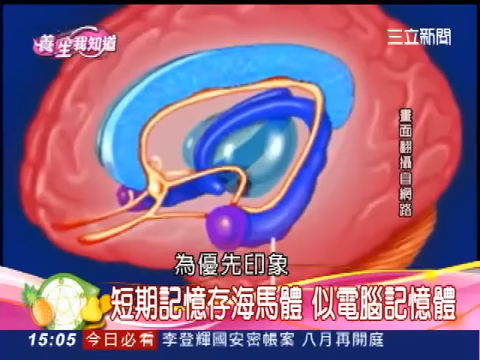 養生我知道
三立新聞
畫面翻攝自網路
為優先印象
短期記憶存海馬體 似電腦記憶體
15:05 今日必看 李登輝國安密帳案 八月再開庭